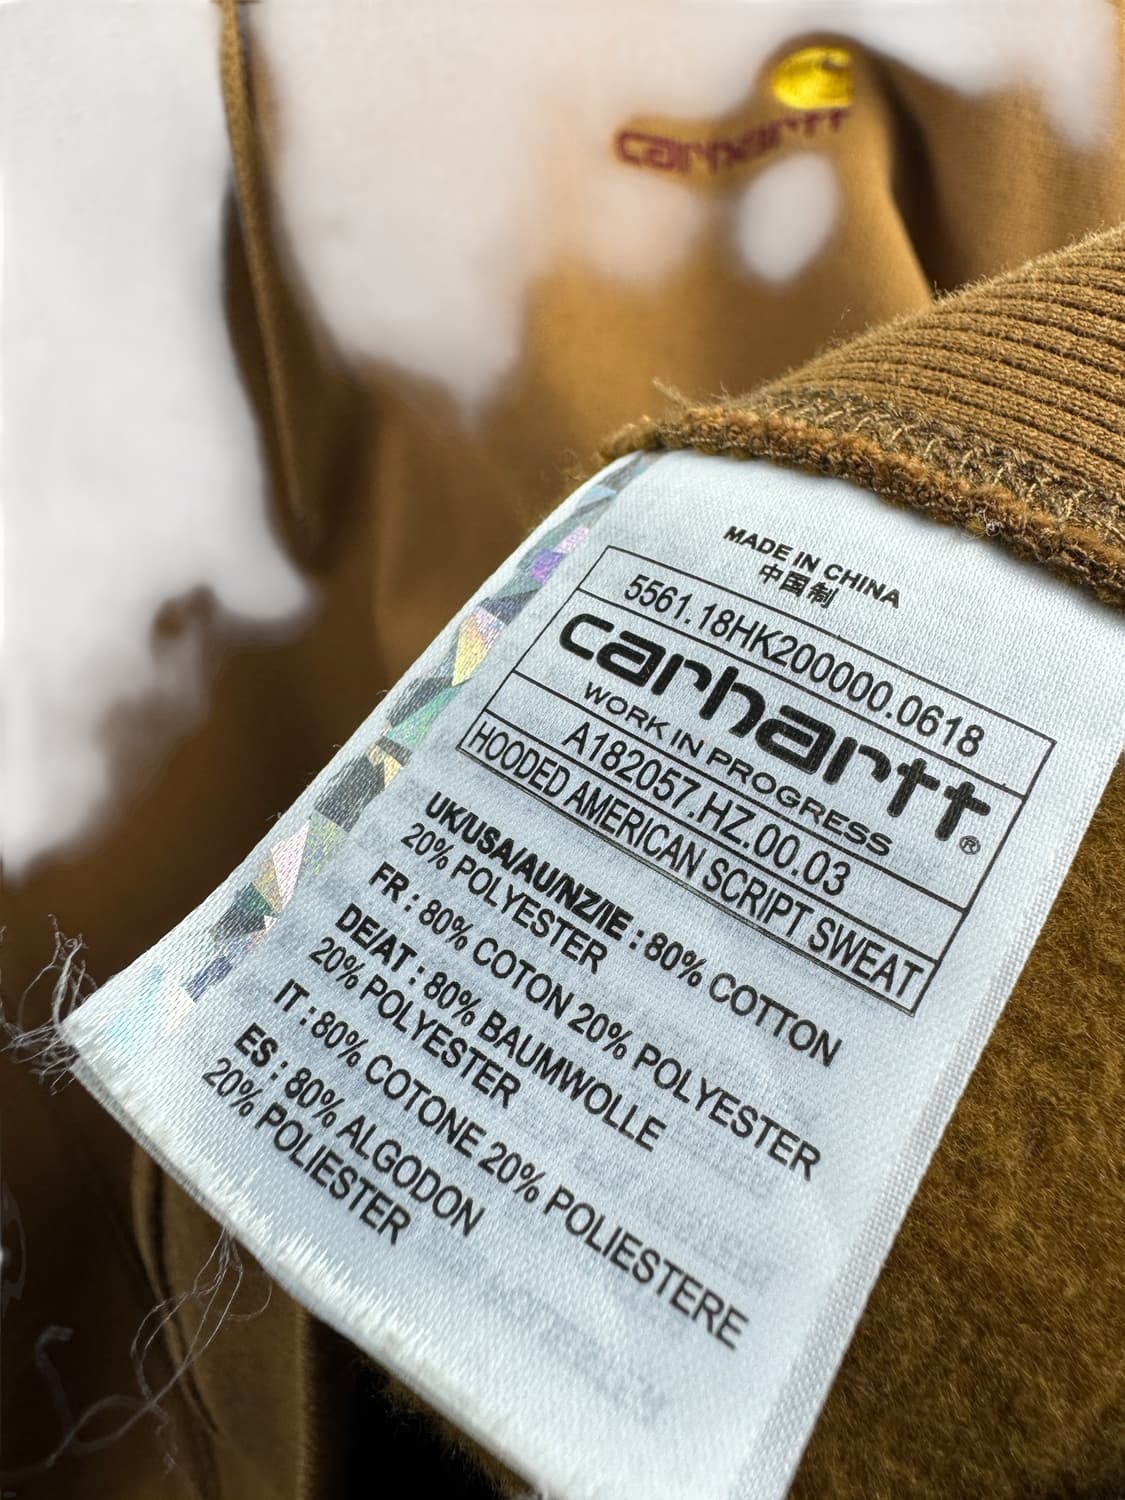 carhartt
MADE IN CHINA
中国制
5561.18HK200000.0618
carhartt®
WORK IN PROGRESS
A182057.HZ.00.03
HOODED AMERICAN SCRIPT SWEAT
UK/USA/AU/NZ/IE : 80% COTTON
20% POLYESTER
FR : 80% COTON 20% POLYESTER
DE/AT : 80% BAUMWOLLE
20% POLYESTER
IT : 80% COTONE 20% POLIESTERE
ES : 80% ALGODON
20% POLIESTER